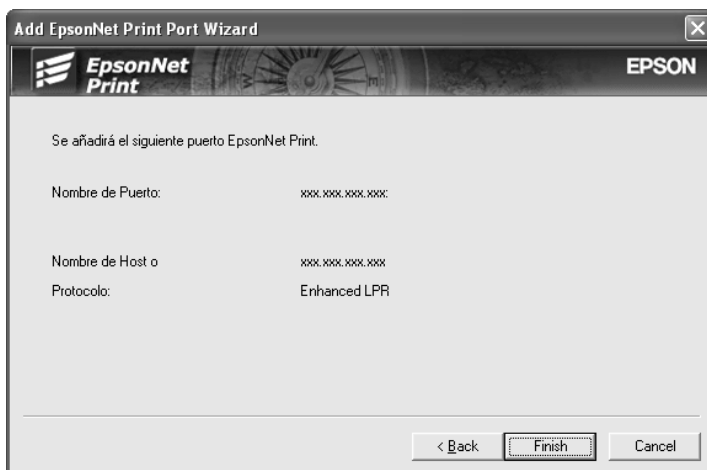 Add EpsonNet Print Port Wizard
EpsonNet
Print
EPSON
W
E
Se añadirá el siguiente puerto EpsonNet Print.
Nombre de Puerto: xxx.xxx.xxx.xxx:
Nombre de Host o xxx.xxx.xxx.xxx
Protocolo: Enhanced LPR
< Back
Finish
Cancel